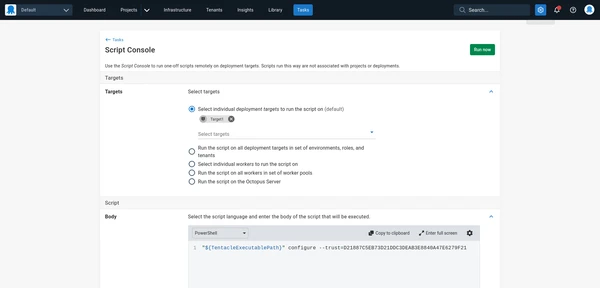 Default
Dashboard Projects Infrastructure Tenants Insights Library Tasks
Search...
← Tasks
Script Console
Run now
Use the Script Console to run one-off scripts remotely on deployment targets. Scripts run this way are not associated with projects or deployments.
Targets
Targets Select targets
Select individual deployment targets to run the script on (default)
Target1
Select targets
Run the script on all deployment targets in set of environments, roles, and
tenants
Select individual workers to run the script on
Run the script on all workers in set of worker pools
Run the script on the Octopus Server
Script
Body Select the script language and enter the body of the script that will be executed.
PowerShell Copy to clipboard Enter full screen
1 "${TentacleExecutablePath}" configure --trust=D21887C5EB73D21DDC3DEAB3E8840A47E6279F21